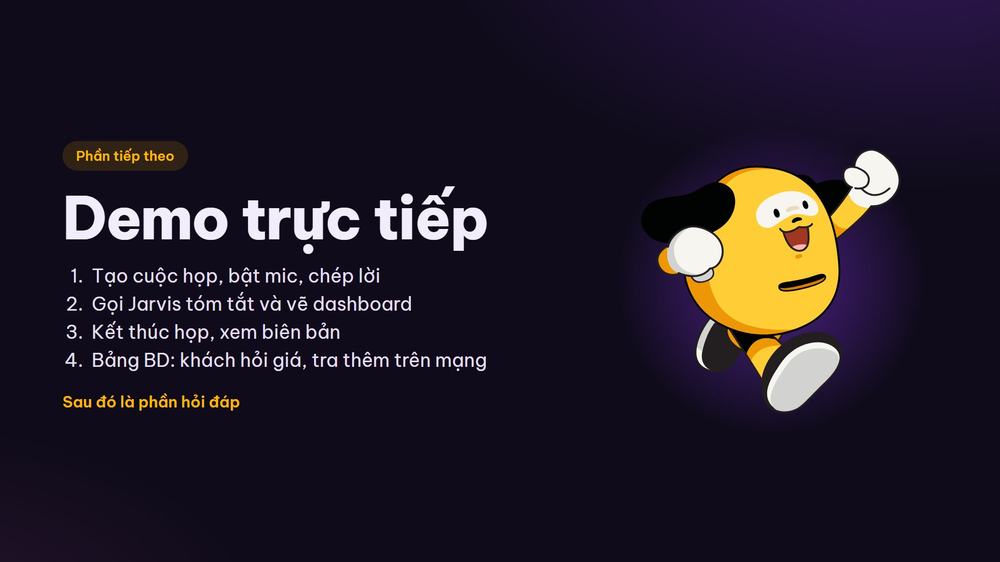 Phần tiếp theo
Demo trực tiếp
1. Tạo cuộc họp, bật mic, chép lời
2. Gọi Jarvis tóm tắt và vẽ dashboard
3. Kết thúc họp, xem biên bản
4. Bảng BD: khách hỏi giá, tra thêm trên mạng
Sau đó là phần hỏi đáp